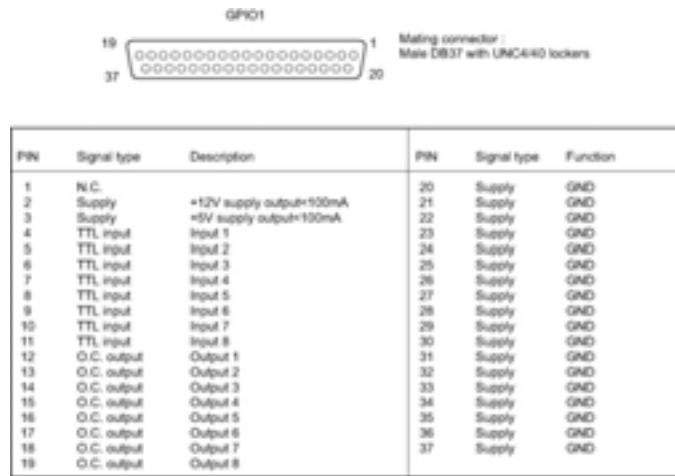 GPIO1
19 1 Mating connector :
Male DB37 with UNC4/40 lockers
37 20
PIN Signal type Description PIN Signal type Function
1 N.C. 20 Supply GND
2 Supply +12V supply output<100mA 21 Supply GND
3 Supply +5V supply output<100mA 22 Supply GND
4 TTL input Input 1 23 Supply GND
5 TTL input Input 2 24 Supply GND
6 TTL input Input 3 25 Supply GND
7 TTL input Input 4 26 Supply GND
8 TTL input Input 5 27 Supply GND
9 TTL input Input 6 28 Supply GND
10 TTL input Input 7 29 Supply GND
11 TTL input Input 8 30 Supply GND
12 O.C. output Output 1 31 Supply GND
13 O.C. output Output 2 32 Supply GND
14 O.C. output Output 3 33 Supply GND
15 O.C. output Output 4 34 Supply GND
16 O.C. output Output 5 35 Supply GND
17 O.C. output Output 6 36 Supply GND
18 O.C. output Output 7 37 Supply GND
19 O.C. output Output 8